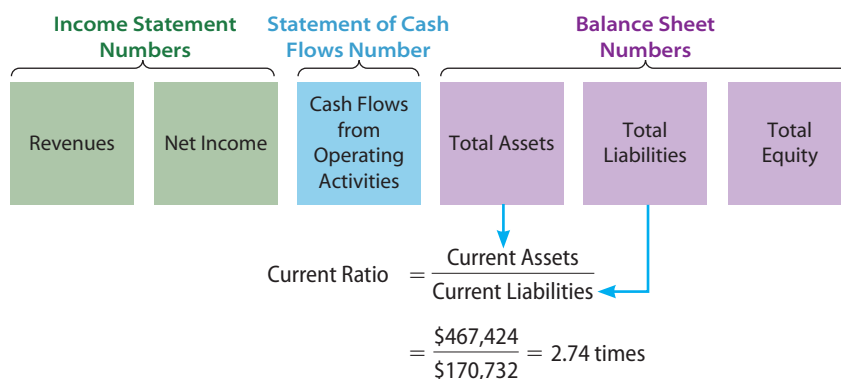 Income Statement
Numbers
Statement of Cash
Flows Number
Balance Sheet
Numbers
Revenues
Net Income
Cash Flows
from
Operating
Activities
Total Assets
Total
Liabilities
Total
Equity
Current Ratio = Current Assets
Current Liabilities
= $467,424
$170,732
= 2.74 times